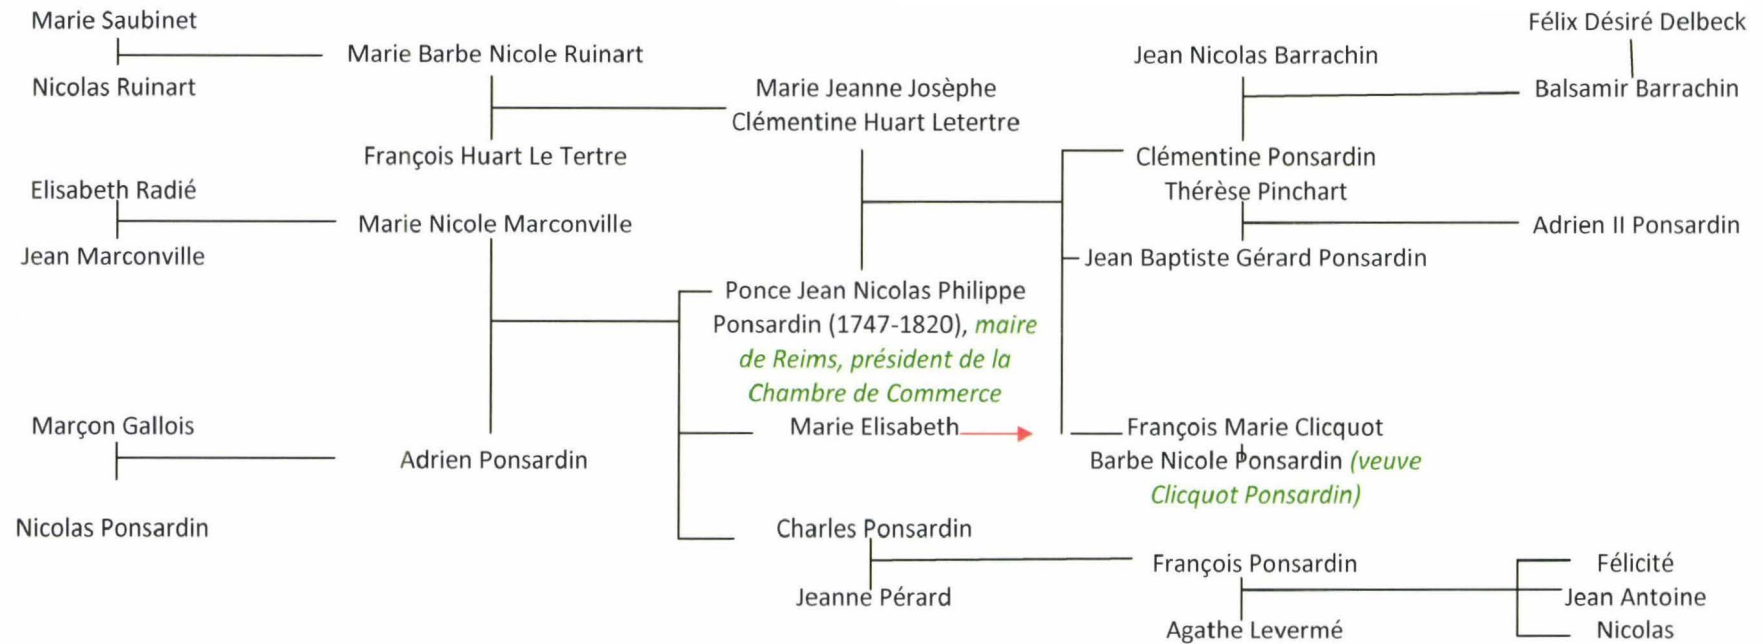 Marie Saubinet
Nicolas Ruinart
Elisabeth Radié
Jean Marconville
Marçon Gallois
Nicolas Ponsardin
Marie Barbe Nicole Ruinart
François Huart Le Tertre
Marie Nicole Marconville
Adrien Ponsardin
Marie Jeanne Josèphe
Clémentine Huart Letertre
Ponce Jean Nicolas Philippe
Ponsardin (1747-1820), maire
de Reims, président de la
Chambre de Commerce
Marie Elisabeth
Charles Ponsardin
Jeanne Pérard
Jean Nicolas Barrachin
Clémentine Ponsardin
Thérèse Pinchart
Jean Baptiste Gérard Ponsardin
François Marie Clicquot
Barbe Nicole Ponsardin (veuve
Clicquot Ponsardin)
François Ponsardin
Agathe Levermé
Félix Désiré Delbeck
Balsamir Barrachin
Adrien II Ponsardin
Félicité
Jean Antoine
Nicolas